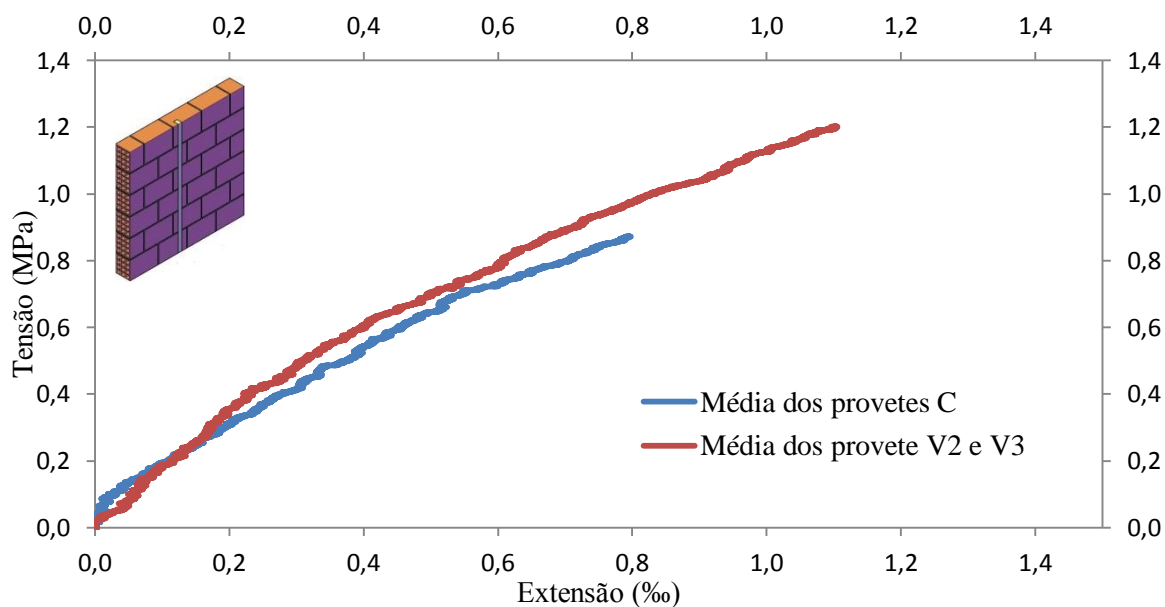 0,0 0,2 0,4 0,6 0,8 1,0 1,2 1,4
1,4 1,4
1,2 1,2
1,0 1,0
0,8 0,8
0,6 0,6
0,4 0,4
0,2 0,2
0,0 0,0
Tensão (MPa)
Média dos provetes C
Média dos provete V2 e V3
0,0 0,2 0,4 0,6 0,8 1,0 1,2 1,4
Extensão (‰)